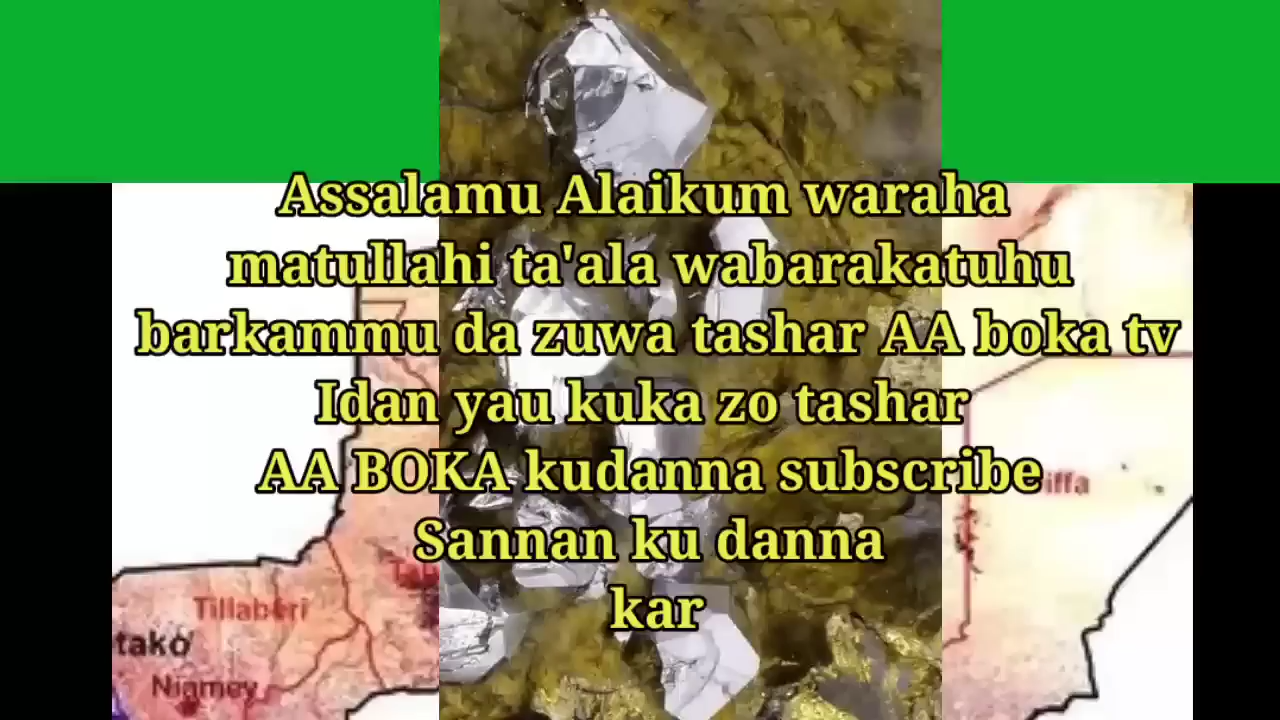 Assalamu Alaikum waraha
matullahi ta'ala wabarakatuhu
barkammu da zuwa tashar AA boka tv
Idan yau kuka zo tashar
AA BOKA kudanna subscribe
iffa
Sannan ku danna
kar
Tillaberi
tako
Niamey